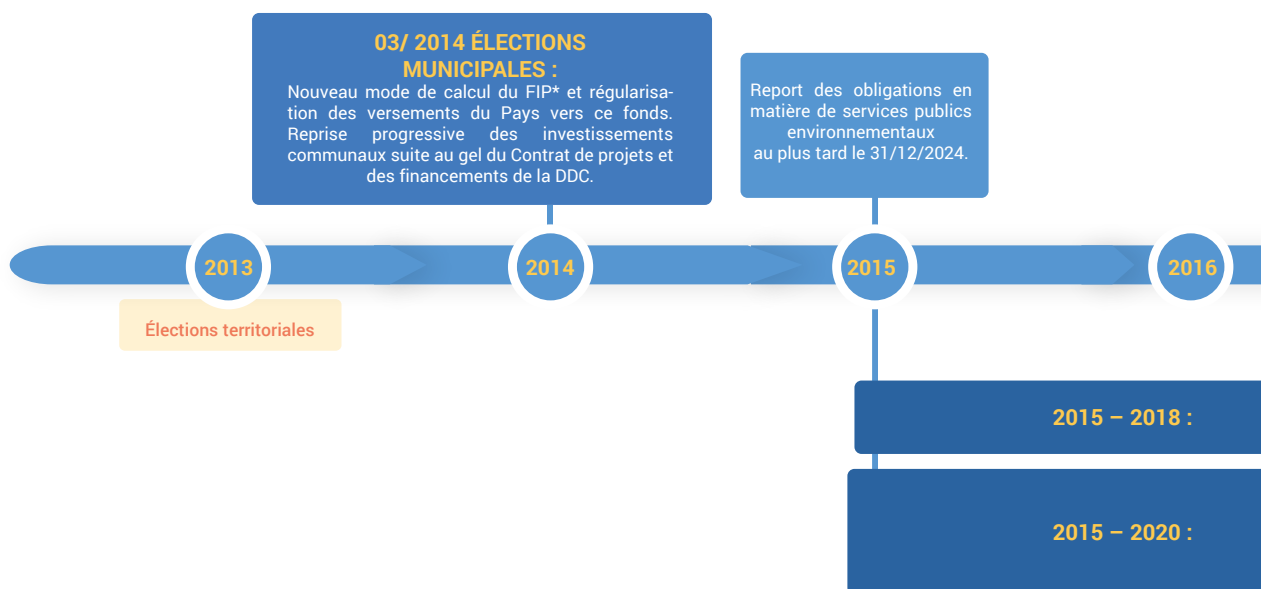 03/ 2014 ÉLECTIONS
MUNICIPALES :
Nouveau mode de calcul du FIP* et régularisa-
tion des versements du Pays vers ce fonds.
Reprise progressive des investissements
communaux suite au gel du Contrat de projets et
des financements de la DDC.
Report des obligations en
matière de services publics
environnementaux
au plus tard le 31/12/2024.
2013
2014
2015
2016
Élections territoriales
2015 – 2018 :
2015 – 2020 :